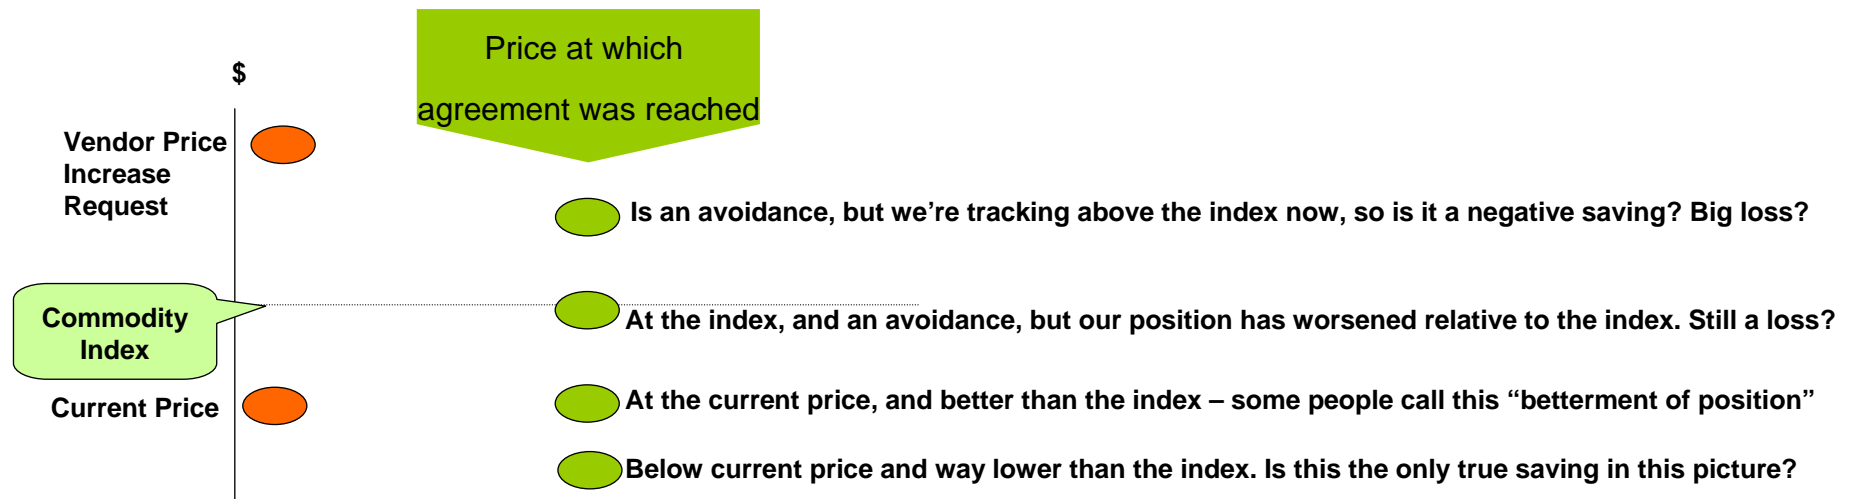 Price at which
agreement was reached
$
Vendor Price
Increase
Request
Is an avoidance, but we’re tracking above the index now, so is it a negative saving? Big loss?
Commodity
Index
At the index, and an avoidance, but our position has worsened relative to the index. Still a loss?
Current Price
At the current price, and better than the index – some people call this “betterment of position”
Below current price and way lower than the index. Is this the only true saving in this picture?